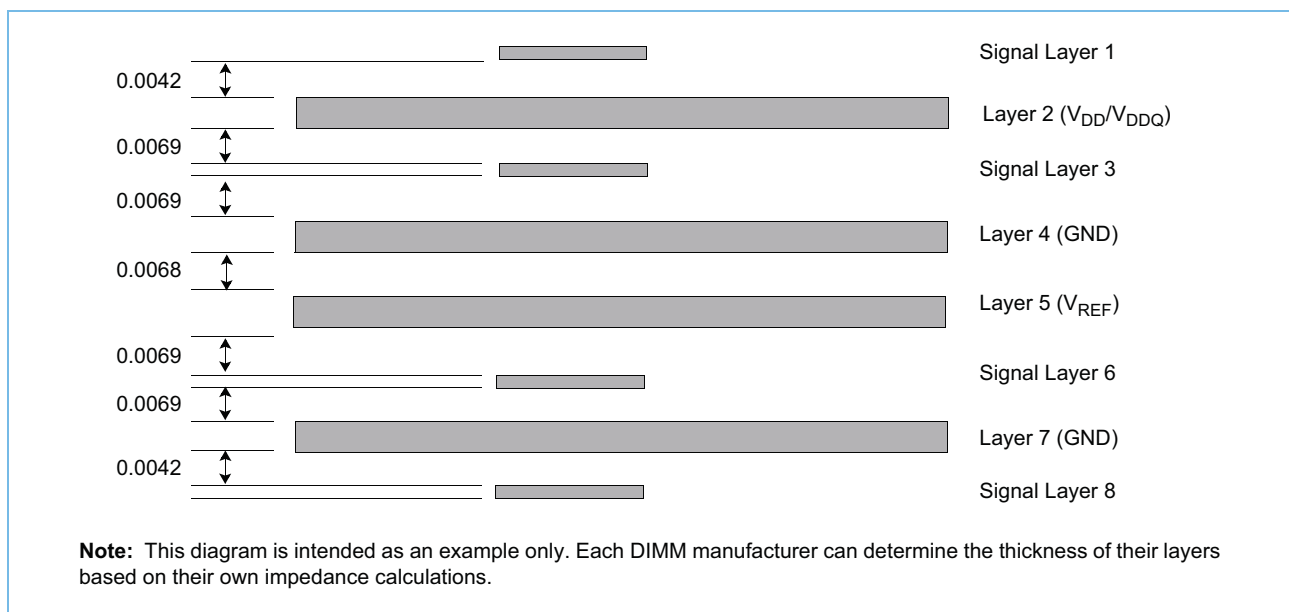 Signal Layer 1
0.0042
Layer 2 (VDD/VDDQ)
0.0069
Signal Layer 3
0.0069
Layer 4 (GND)
0.0068
Layer 5 (VREF)
0.0069
Signal Layer 6
0.0069
Layer 7 (GND)
0.0042
Signal Layer 8
Note: This diagram is intended as an example only. Each DIMM manufacturer can determine the thickness of their layers
based on their own impedance calculations.